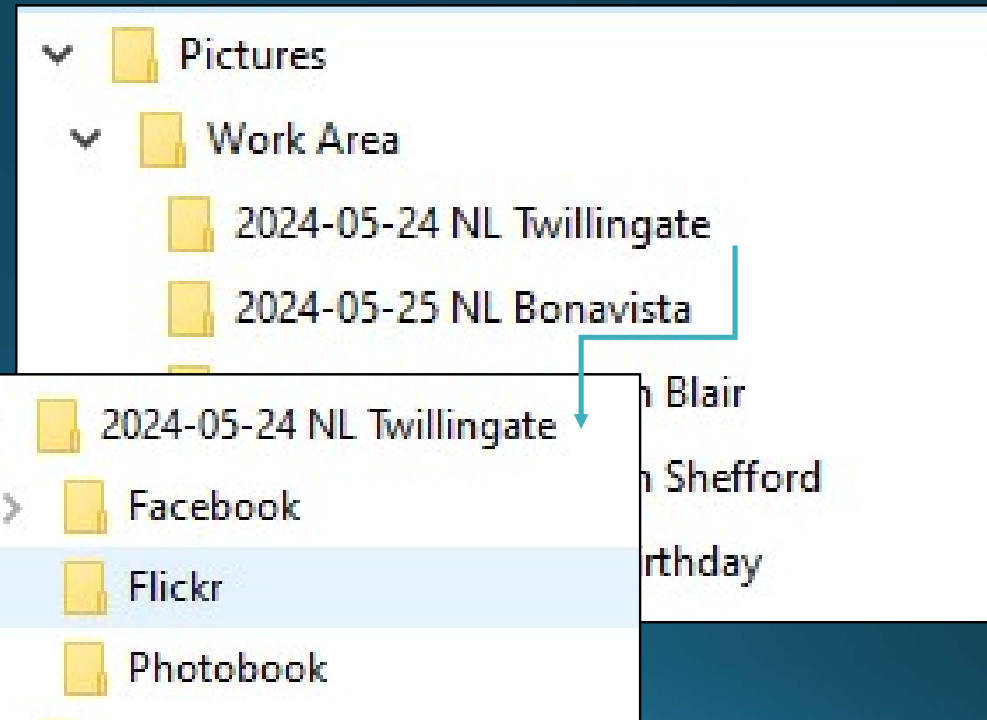 Pictures
Work Area
2024-05-24 NL Twillingate
2024-05-25 NL Bonavista
Blair
Shefford
2024-05-24 NL Twillingate
Facebook
Flickr
Photobook